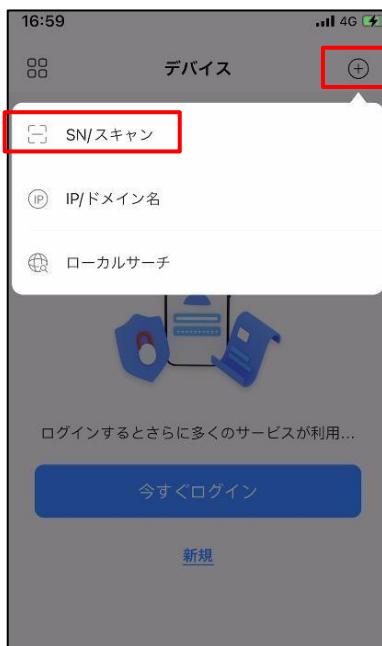 16:59
4G
デバイス
SN/スキャン
IP
IP/ドメイン名
ローカルサーチ
ログインするとさらに多くのサービスが利用...
今すぐログイン
新規